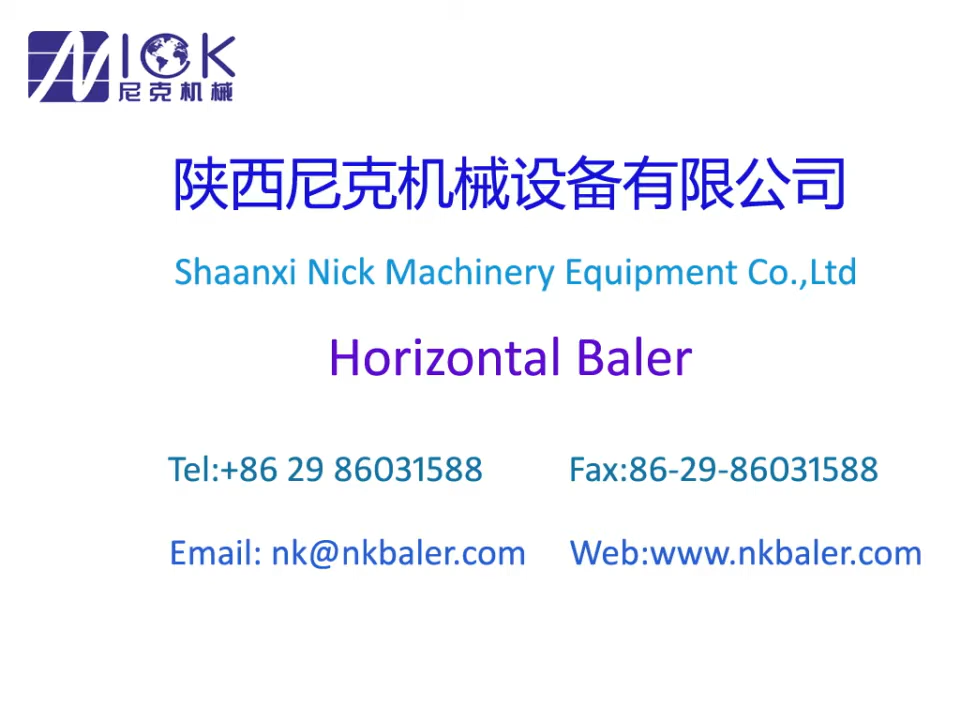 NICK
尼克机械
陕西尼克机械设备有限公司
Shaanxi Nick Machinery Equipment Co.,Ltd
Horizontal Baler
Tel:+86 29 86031588 Fax:86-29-86031588
Email: nk@nkbaler.com Web:www.nkbaler.com